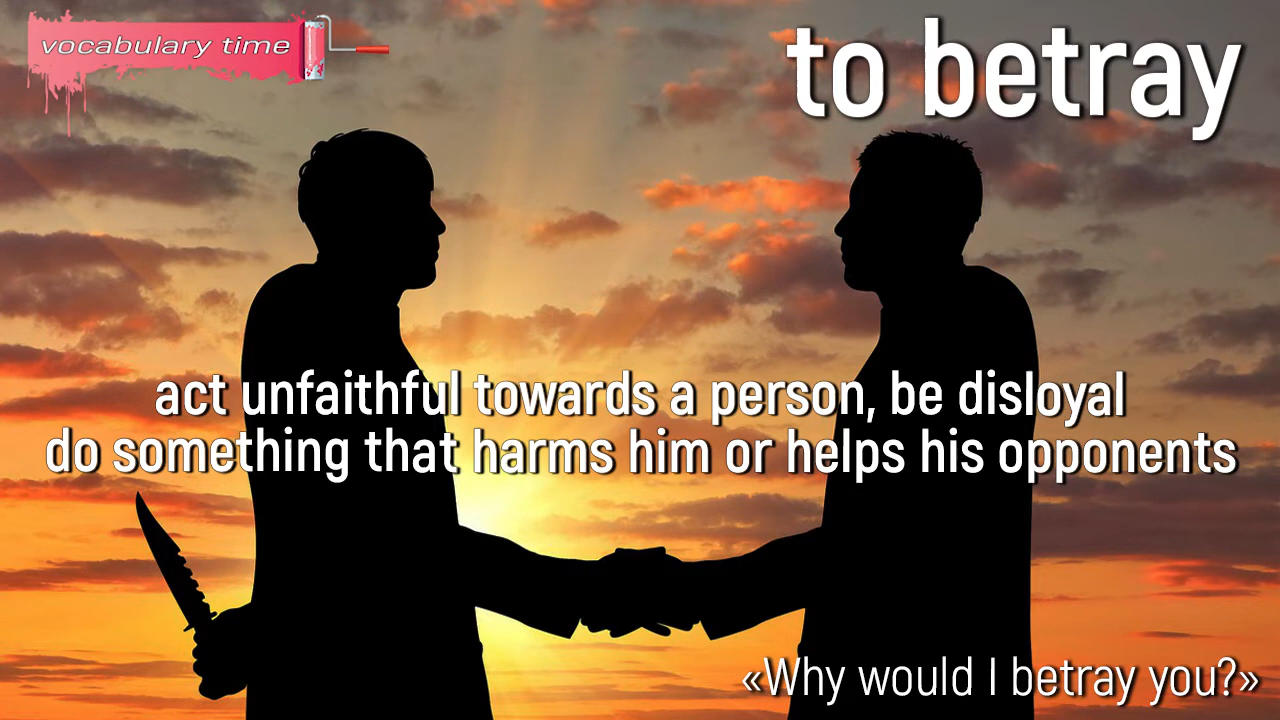 vocabulary time
to betray
act unfaithful towards a person, be disloyal
do something that harms him or helps his opponents
«Why would I betray you?»